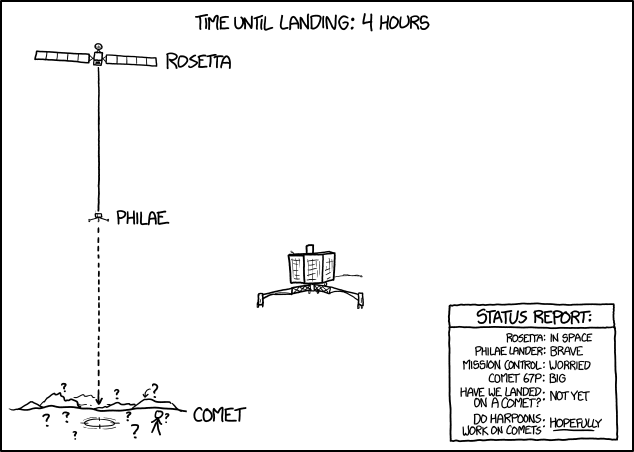 TIME UNTIL LANDING: 4 HOURS
ROSETTA
PHILAE
? ? ?
COMET
? ? ? ? ? ?
STATUS REPORT:
ROSETTA: IN SPACE
PHILAE LANDER: BRAVE
MISSION CONTROL: WORRIED
COMET 67P: BIG
HAVE WE LANDED
ON A COMET?: NOT YET
DO HARPOONS
WORK ON COMETS: HOPEFULLY